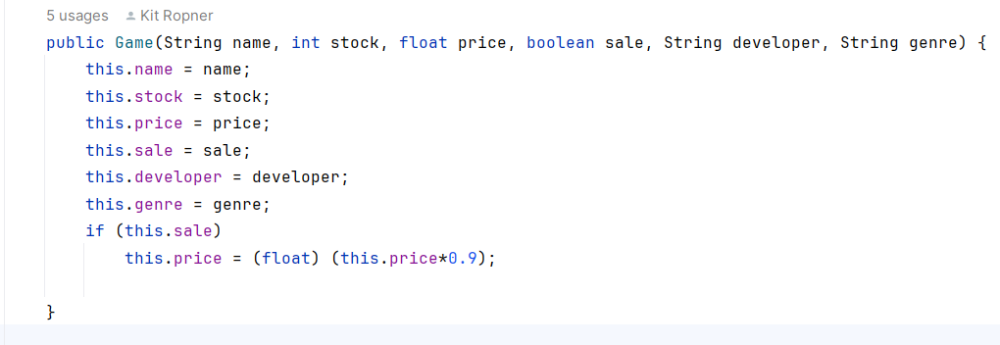 5 usages Kit Ropner
public Game(String name, int stock, float price, boolean sale, String developer, String genre) {
this.name = name;
this.stock = stock;
this.price = price;
this.sale = sale;
this.developer = developer;
this.genre = genre;
if (this.sale)
this.price = (float) (this.price*0.9);
}